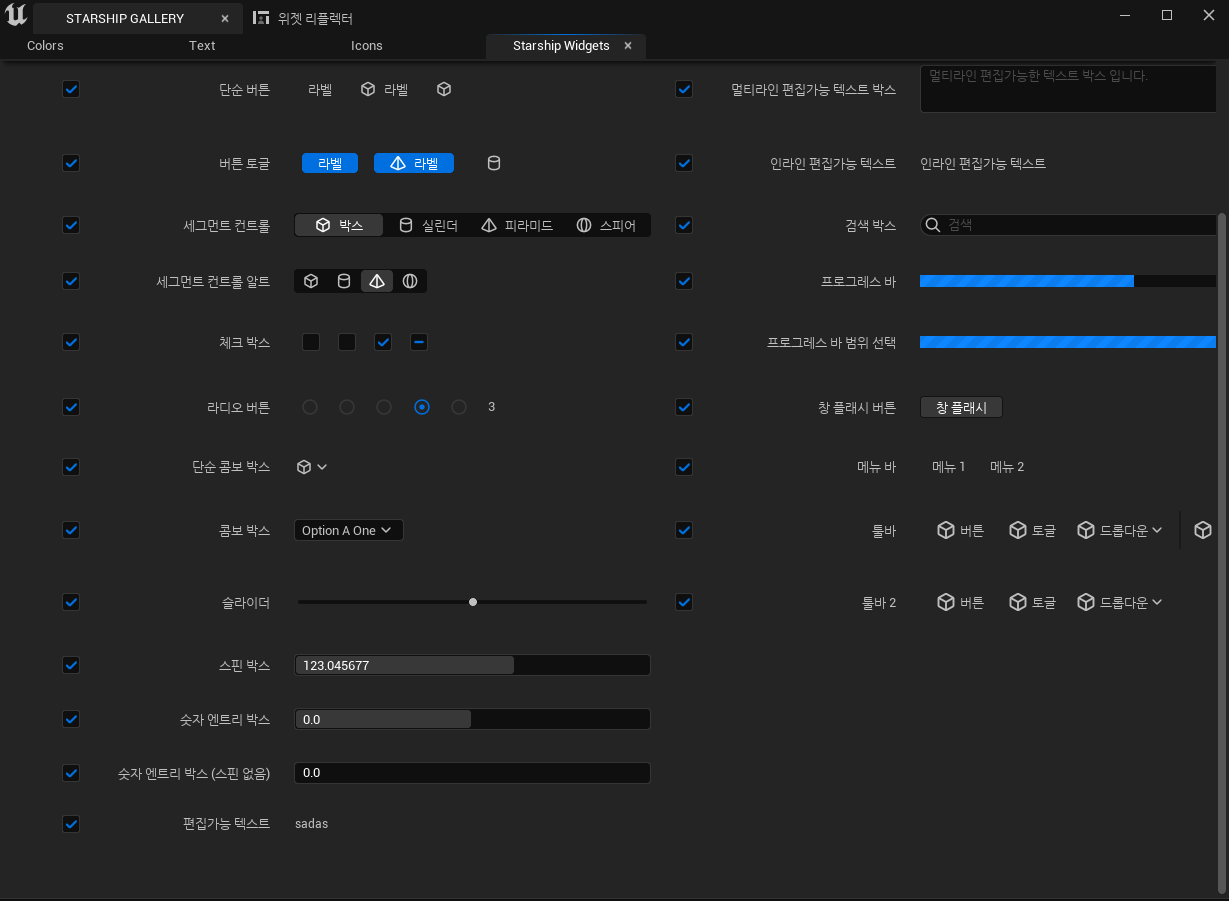 STARSHIP GALLERY
위젯 리플렉터
Colors Text Icons Starship Widgets
단순 버튼 라벨 라벨
멀티라인 편집가능 텍스트 박스 멀티라인 편집가능한 텍스트 박스 입니다.
버튼 토글 라벨 라벨
인라인 편집가능 텍스트 인라인 편집가능 텍스트
세그먼트 컨트롤 박스 실린더 피라미드 스피어
검색 박스 검색
세그먼트 컨트롤 알트
프로그레스 바
체크 박스
프로그레스 바 범위 선택
라디오 버튼 3
창 플래시 버튼 창 플래시
단순 콤보 박스
메뉴 바 메뉴 1 메뉴 2
콤보 박스 Option A One
툴바 버튼 토글 드롭다운
슬라이더
툴바 2 버튼 토글 드롭다운
스핀 박스 123.045677
숫자 엔트리 박스 0.0
숫자 엔트리 박스 (스핀 없음) 0.0
편집가능 텍스트 sadas